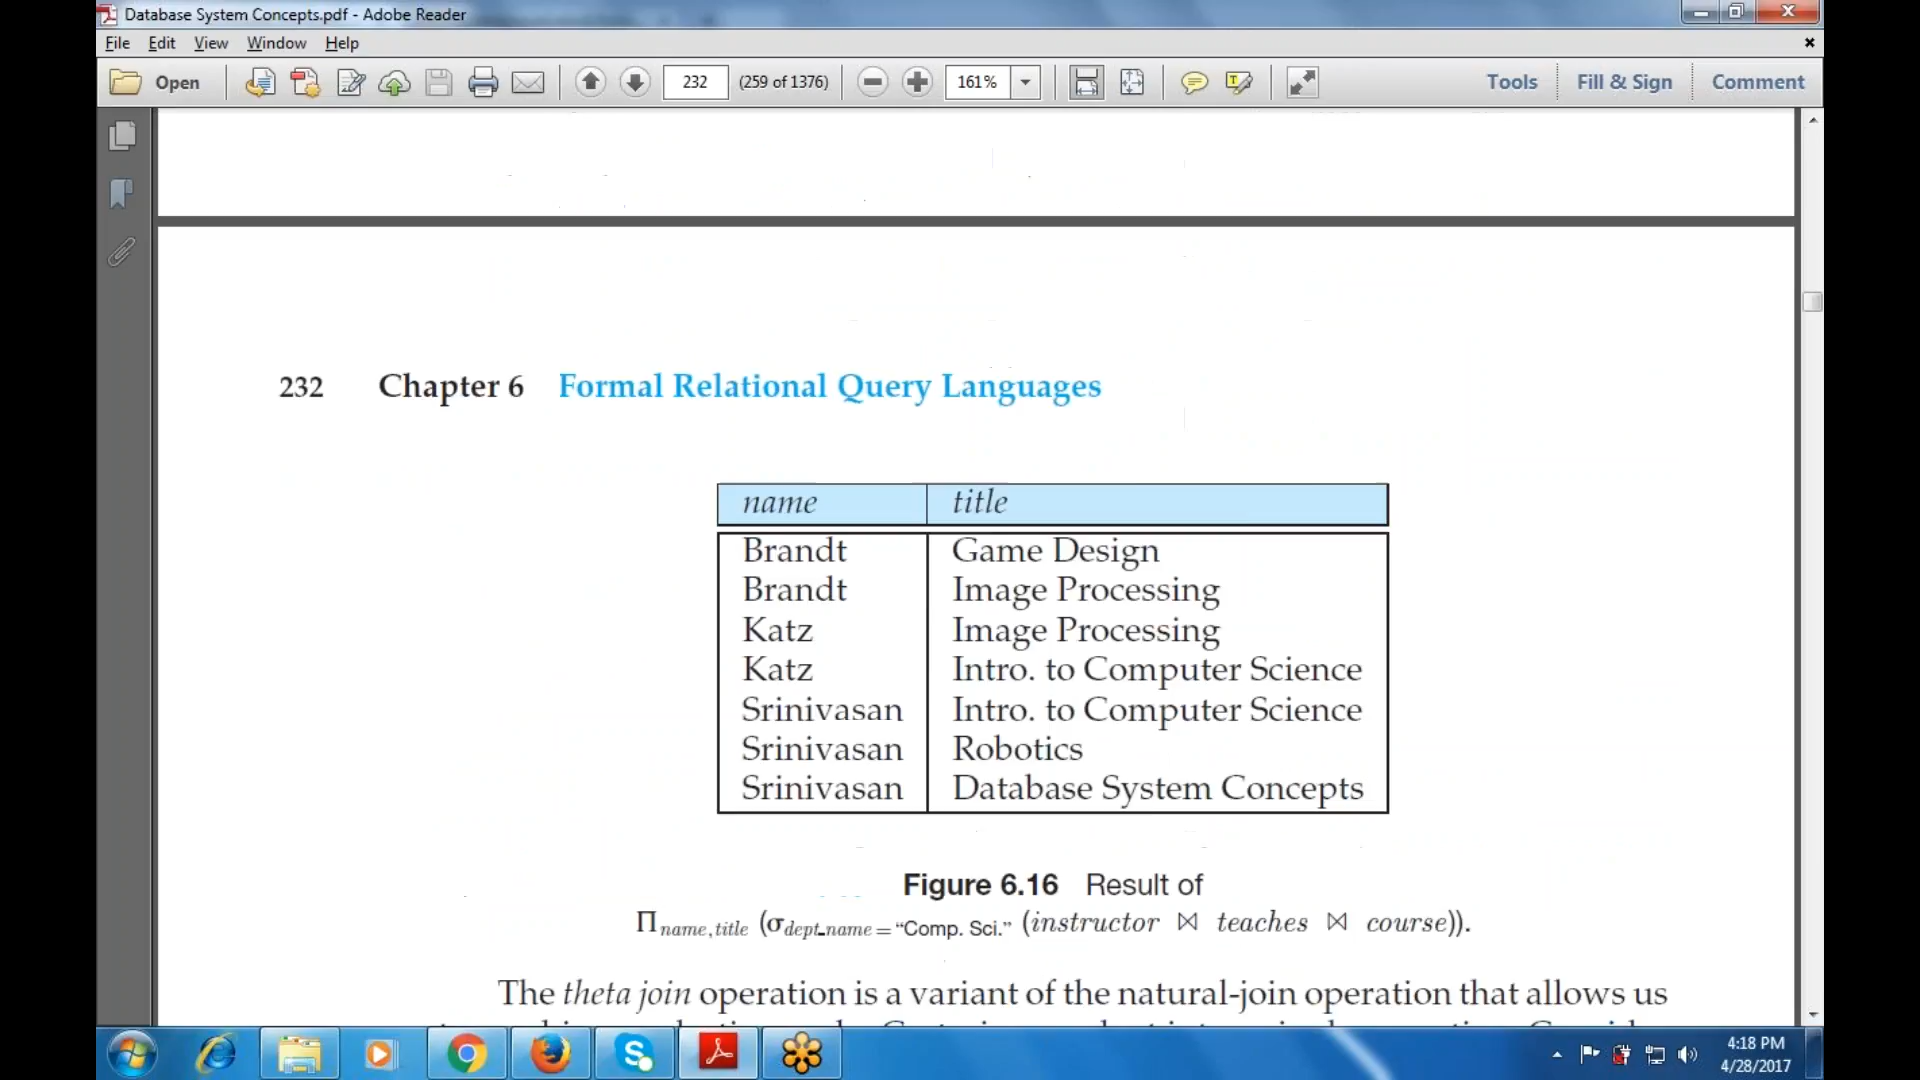 Database System Concepts.pdf - Adobe Reader
File Edit View Window Help
Open 232 (259 of 1376) 161% Tools Fill & Sign Comment
232 Chapter 6 Formal Relational Query Languages
name title
Brandt Game Design
Brandt Image Processing
Katz Image Processing
Katz Intro. to Computer Science
Srinivasan Intro. to Computer Science
Srinivasan Robotics
Srinivasan Database System Concepts
Figure 6.16 Result of
Π name, title (σ dept_name = “Comp. Sci.” (instructor ⋈ teaches ⋈ course)).
The theta join operation is a variant of the natural-join operation that allows us
4:18 PM
4/28/2017